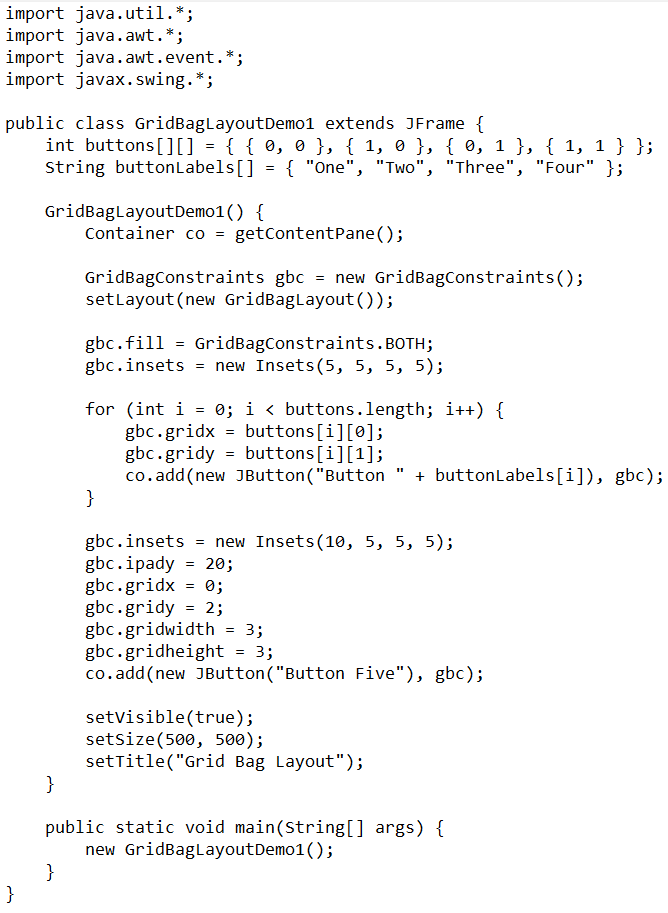 import java.util.*;
import java.awt.*;
import java.awt.event.*;
import javax.swing.*;

public class GridBagLayoutDemo1 extends JFrame {
    int buttons[][] = { { 0, 0 }, { 1, 0 }, { 0, 1 }, { 1, 1 } };
    String buttonLabels[] = { "One", "Two", "Three", "Four" };

    GridBagLayoutDemo1() {
        Container co = getContentPane();

        GridBagConstraints gbc = new GridBagConstraints();
        setLayout(new GridBagLayout());

        gbc.fill = GridBagConstraints.BOTH;
        gbc.insets = new Insets(5, 5, 5, 5);

        for (int i = 0; i < buttons.length; i++) {
            gbc.gridx = buttons[i][0];
            gbc.gridy = buttons[i][1];
            co.add(new JButton("Button " + buttonLabels[i]), gbc);
        }

        gbc.insets = new Insets(10, 5, 5, 5);
        gbc.ipady = 20;
        gbc.gridx = 0;
        gbc.gridy = 2;
        gbc.gridwidth = 3;
        gbc.gridheight = 3;
        co.add(new JButton("Button Five"), gbc);

        setVisible(true);
        setSize(500, 500);
        setTitle("Grid Bag Layout");
    }

    public static void main(String[] args) {
        new GridBagLayoutDemo1();
    }
}